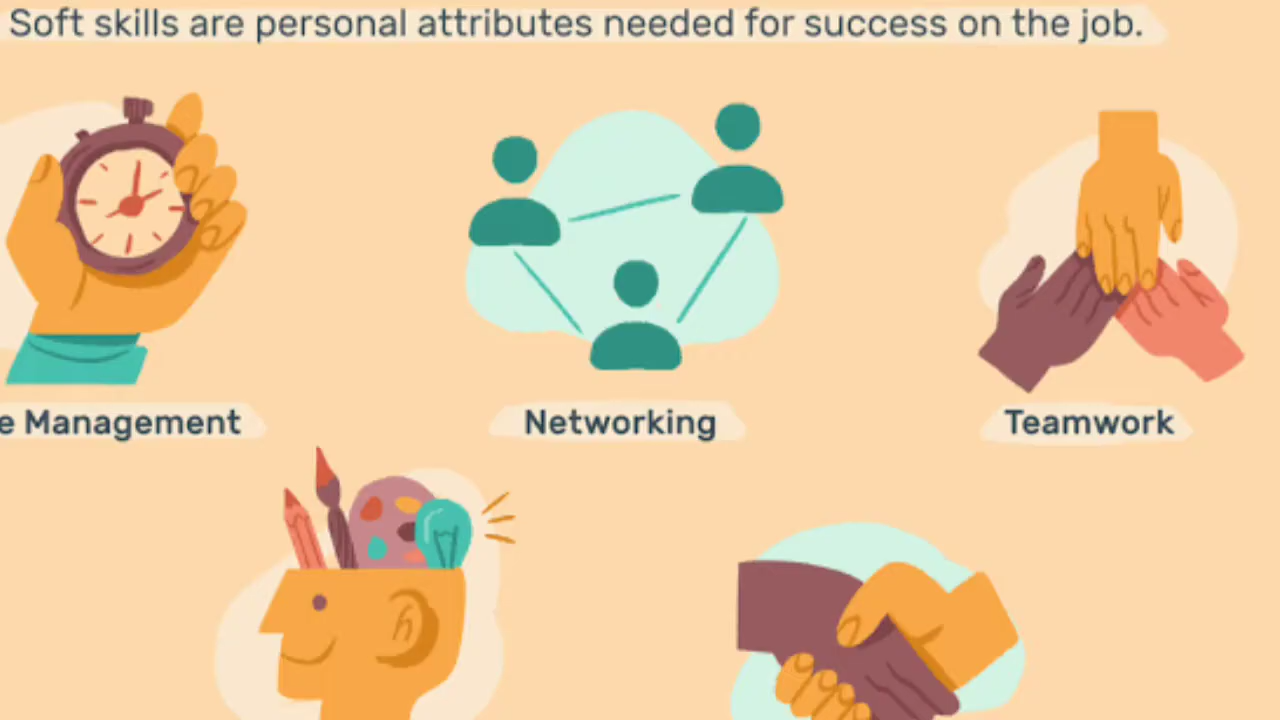 Soft skills are personal attributes needed for success on the job.
e Management
Networking
Teamwork